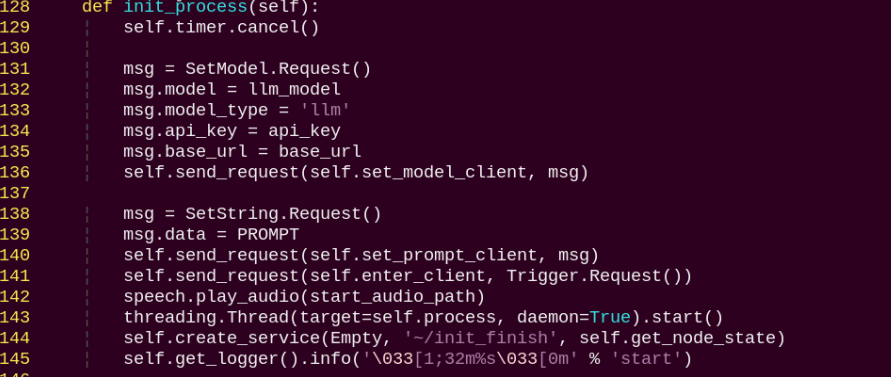 128     def init_process(self):
129         self.timer.cancel()
130
131         msg = SetModel.Request()
132         msg.model = llm_model
133         msg.model_type = 'llm'
134         msg.api_key = api_key
135         msg.base_url = base_url
136         self.send_request(self.set_model_client, msg)
137
138         msg = SetString.Request()
139         msg.data = PROMPT
140         self.send_request(self.set_prompt_client, msg)
141         self.send_request(self.enter_client, Trigger.Request())
142         speech.play_audio(start_audio_path)
143         threading.Thread(target=self.process, daemon=True).start()
144         self.create_service(Empty, '~/init_finish', self.get_node_state)
145         self.get_logger().info('\033[1;32m%s\033[0m' % 'start')
146